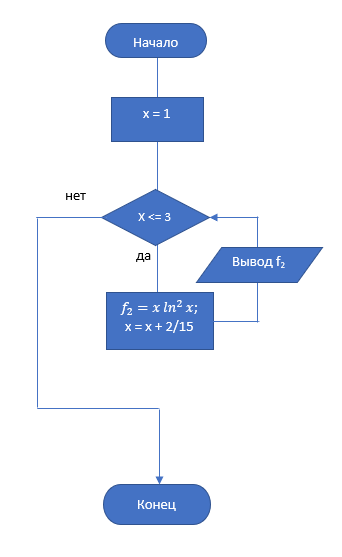 Начало
x = 1
нет
X <= 3
да
Вывод f₂
f₂ = x ln² x;
x = x + 2/15
Конец